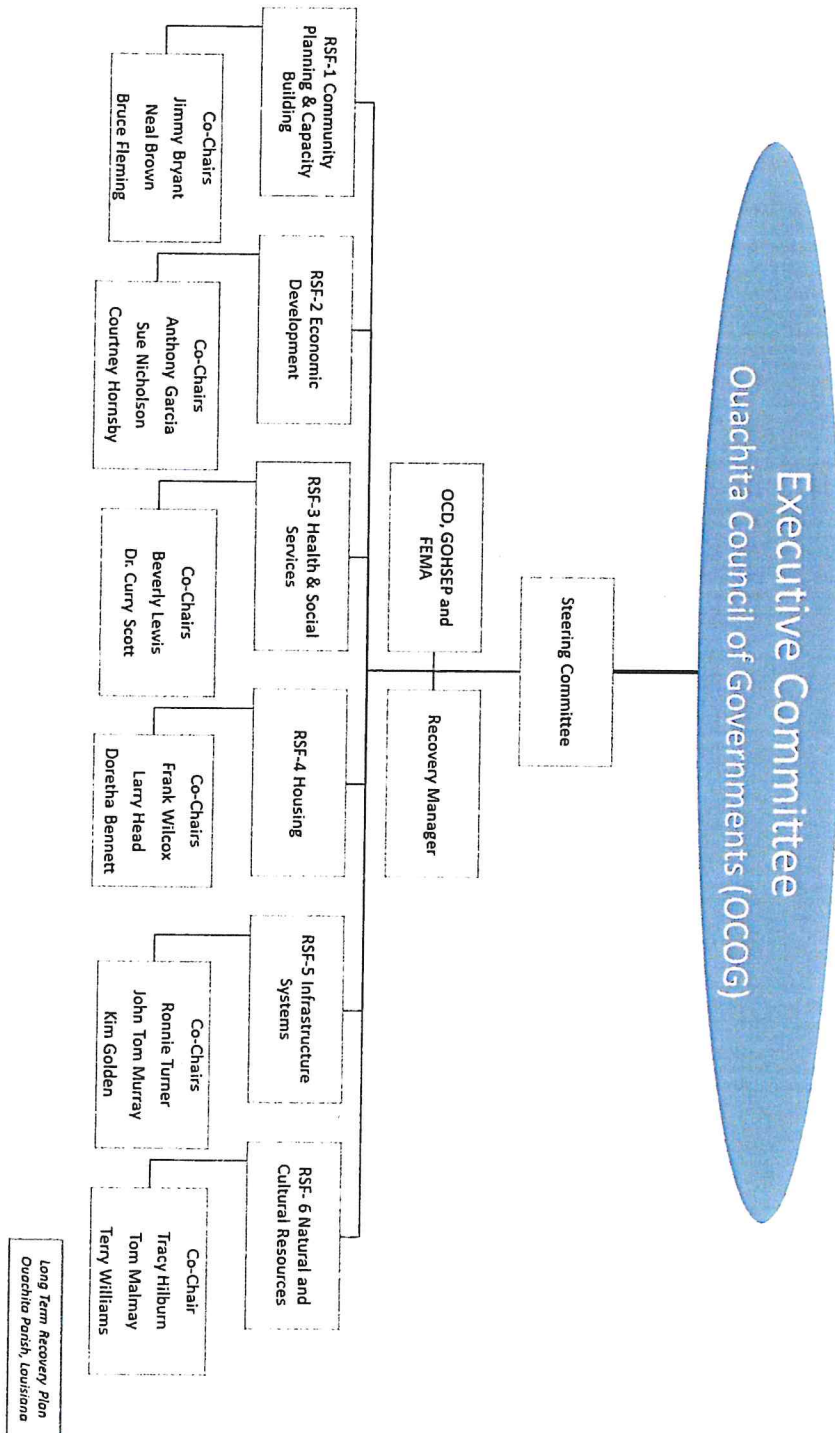 Executive Committee
Ouachita Council of Governments (OCOG)
Steering Committee
OCD, GOHSEP and
FEMA
Recovery Manager
RSF-1 Community
Planning & Capacity
Building
Co-Chairs
Jimmy Bryant
Neal Brown
Bruce Fleming
RSF-2 Economic
Development
Co-Chairs
Anthony Garcia
Sue Nicholson
Courtney Hornsby
RSF-3 Health & Social
Services
Co-Chairs
Beverly Lewis
Dr. Curry Scott
RSF-4 Housing
Co-Chairs
Frank Wilcox
Larry Head
Doretha Bennett
RSF-5 Infrastructure
Systems
Co-Chairs
Ronnie Turner
John Tom Murray
Kim Golden
RSF- 6 Natural and
Cultural Resources
Co-Chair
Tracy Hilburn
Tom Malmay
Terry Williams
Long Term Recovery Plan
Ouachita Parish, Louisiana